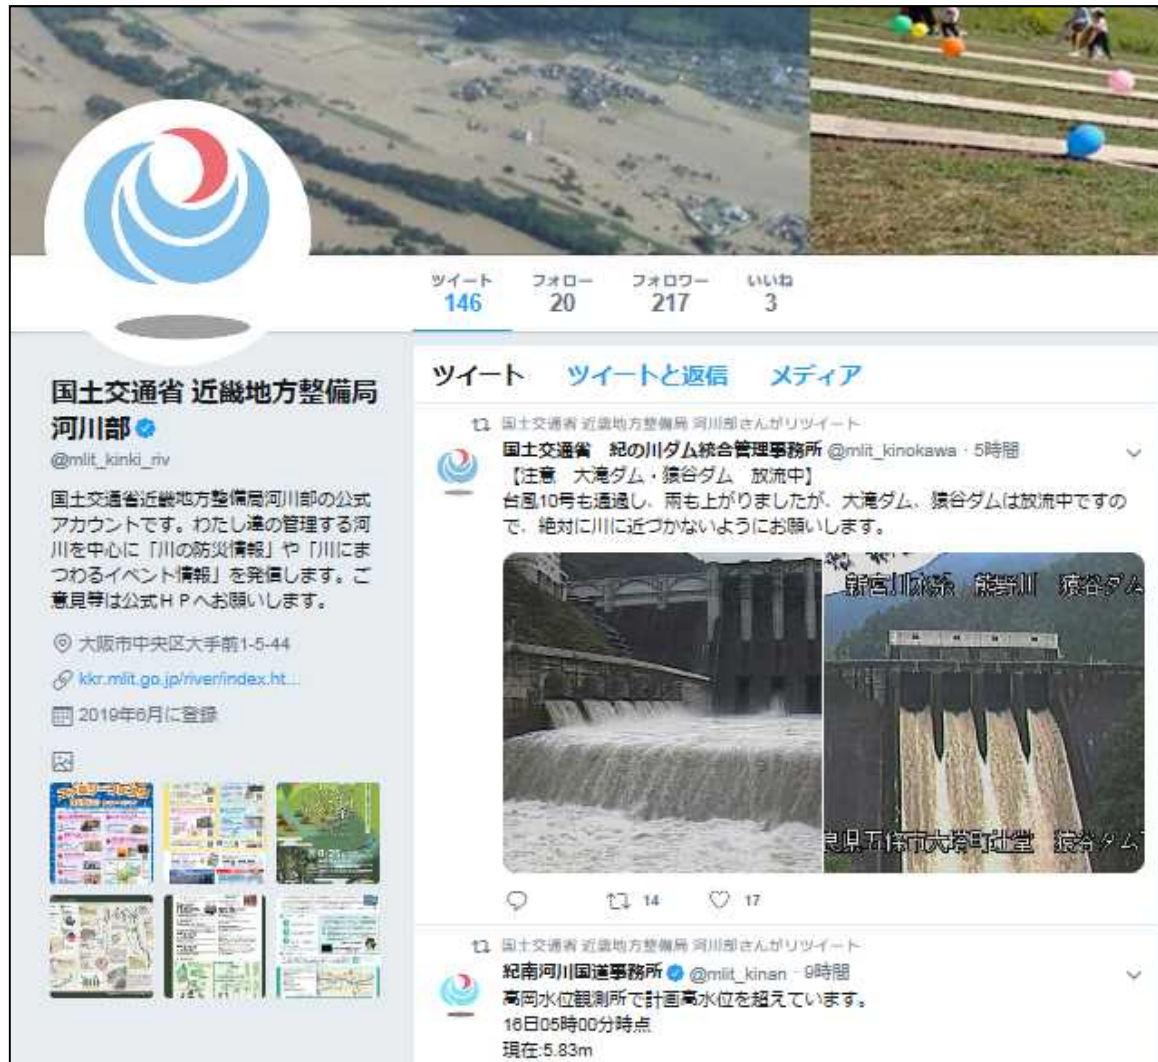 ツイート フォロー フォロワー いいね
146 20 217 3
国土交通省 近畿地方整備局
河川部
@mlit_kinki_riv
国土交通省近畿地方整備局河川部の公式
アカウントです。わたし達の管理する河
川を中心に「川の防災情報」や「川にま
つわるイベント情報」を発信します。ご
意見等は公式ＨＰへお願いします。
大阪市中央区大手前1-5-44
kkr.mlit.go.jp/river/index.ht...
2019年6月に登録
ツイート ツイートと返信 メディア
国土交通省 近畿地方整備局 河川部さんがリツイート
国土交通省　紀の川ダム統合管理事務所 @mlit_kinokawa · 5時間
【注意　大滝ダム・猿谷ダム　放流中】
台風10号も通過し、雨も上がりましたが、大滝ダム、猿谷ダムは放流中ですの
で、絶対に川に近づかないようにお願いします。
新宮川水系　熊野川　猿谷ダム
良県五條市大塔町辻堂　猿谷ダム
14 17
国土交通省 近畿地方整備局 河川部さんがリツイート
紀南河川国道事務所 @mlit_kinan · 9時間
高岡水位観測所で計画高水位を超えています。
16日05時00分時点
現在:5.83m